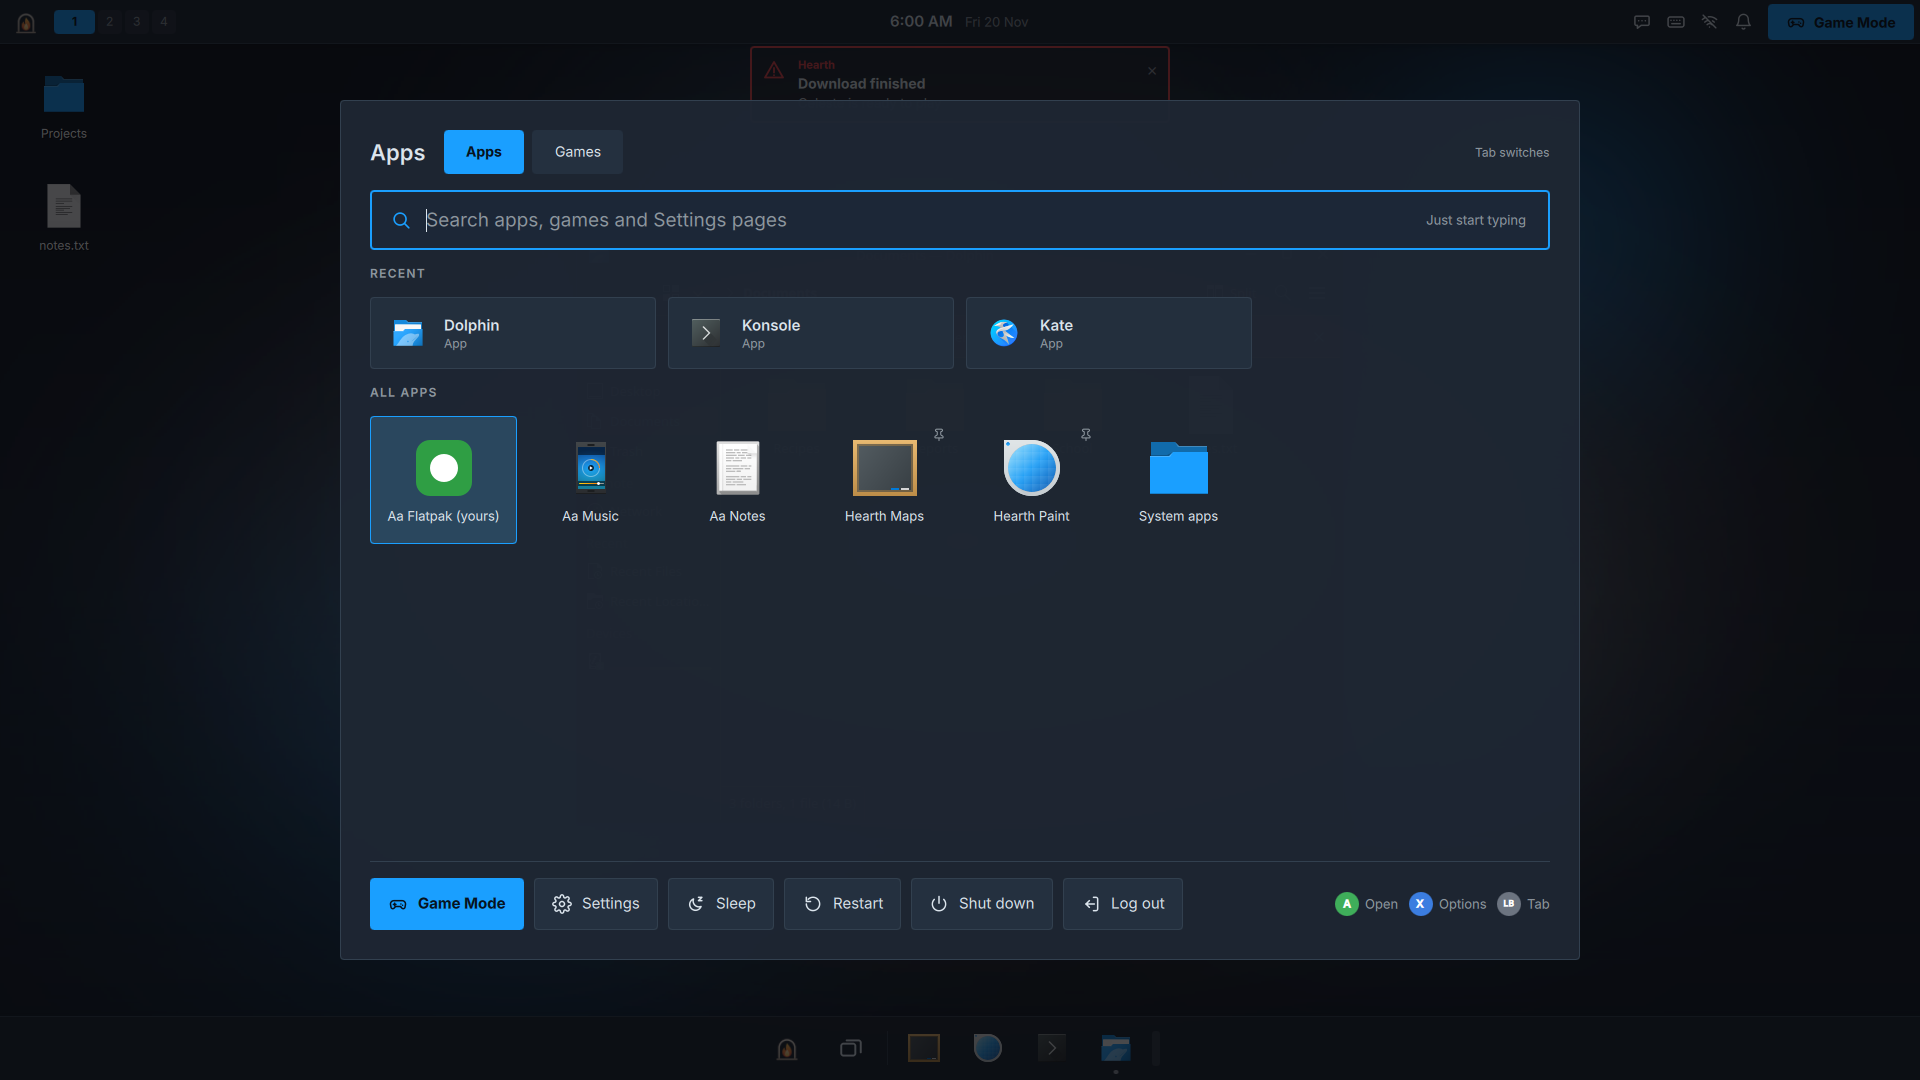 1 2 3 4
6:00 AM Fri 20 Nov
Game Mode
Hearth
Download finished
Projects
notes.txt
Apps
Apps
Games
Tab switches
Search apps, games and Settings pages
Just start typing
RECENT
Dolphin
App
Konsole
App
Kate
App
ALL APPS
Aa Flatpak (yours)
Aa Music
Aa Notes
Hearth Maps
Hearth Paint
System apps
Game Mode
Settings
Sleep
Restart
Shut down
Log out
A Open
X Options
LB Tab